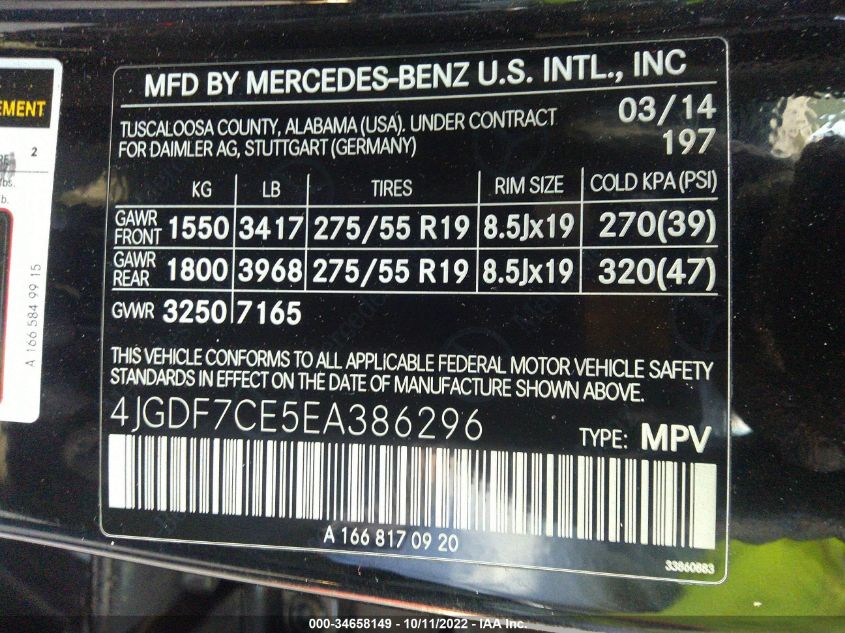 MFD BY MERCEDES-BENZ U.S. INTL., INC
TUSCALOOSA COUNTY, ALABAMA (USA). UNDER CONTRACT 03/14
FOR DAIMLER AG, STUTTGART (GERMANY) 197
KG LB TIRES RIM SIZE COLD KPA (PSI)
GAWR FRONT 1550 3417 275/55 R19 8.5Jx19 270(39)
GAWR REAR 1800 3968 275/55 R19 8.5Jx19 320(47)
GVWR 3250 7165
THIS VEHICLE CONFORMS TO ALL APPLICABLE FEDERAL MOTOR VEHICLE SAFETY
STANDARDS IN EFFECT ON THE DATE OF MANUFACTURE SHOWN ABOVE.
4JGDF7CE5EA386296 TYPE: MPV
A 166 817 09 20
33860883
2
A 166 584 99 15
000-34658149 - 10/11/2022 - IAA Inc.